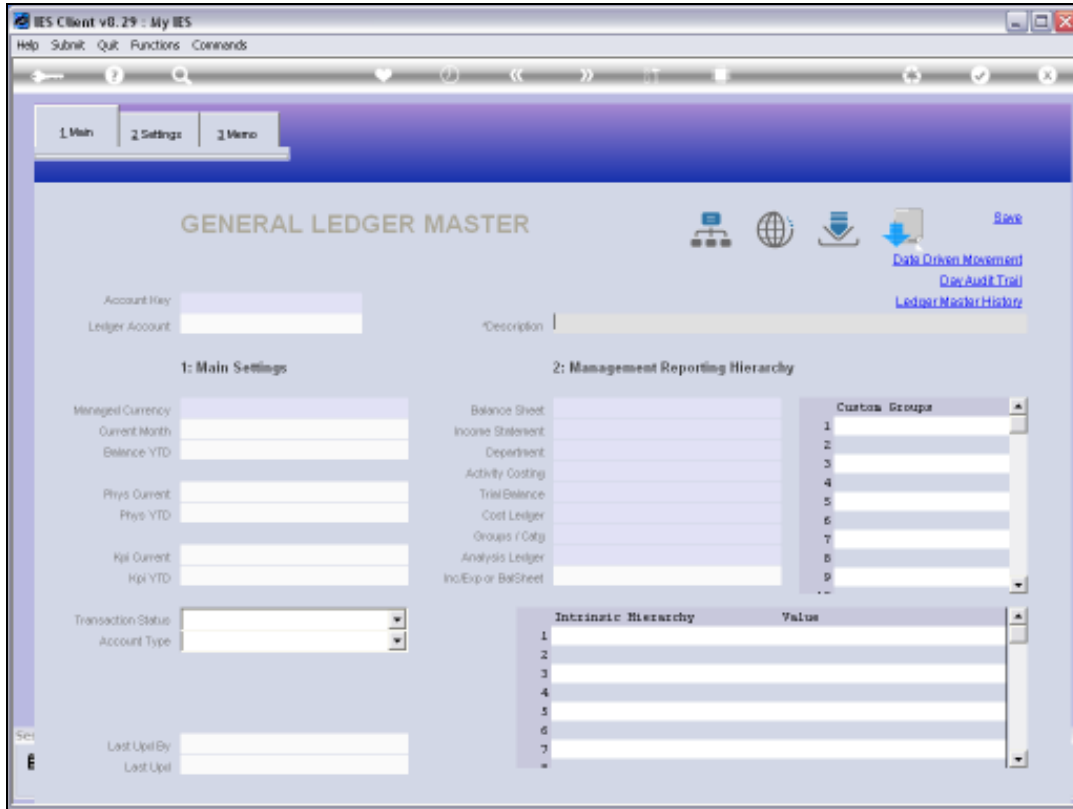 IES Client v8.29 : My IES
Help Submit Quit Functions Commands
1 Main 2 Settings 3 Memo
GENERAL LEDGER MASTER
Save
Date Driven Movement
Day Audit Trail
Ledger Master History
Account Key
Ledger Account
*Description
1: Main Settings
2: Management Reporting Hierarchy
Managed Currency
Current Month
Balance YTD
Phys Current
Phys YTD
Kpi Current
Kpi YTD
Transaction Status
Account Type
Last Upd By
Last Upd
Balance Sheet
Income Statement
Department
Activity Costing
Trial Balance
Cost Ledger
Groups / Catg
Analysis Ledger
Inc/Exp or BalSheet
Custom Groups
1
2
3
4
5
6
7
8
9
Intrinsic Hierarchy Value
1
2
3
4
5
6
7